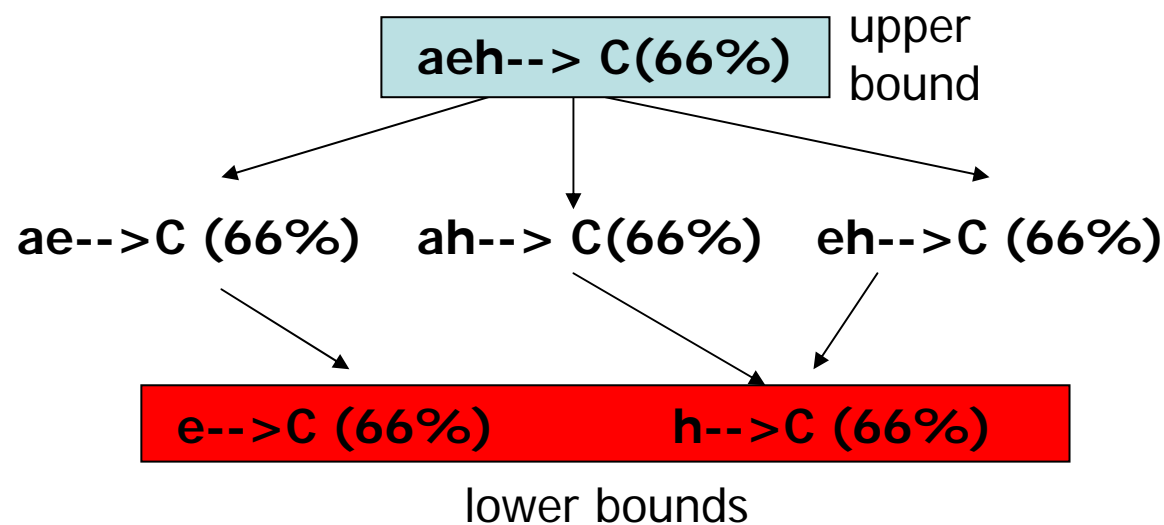 aeh--> C(66%)
upper
bound
ae-->C (66%)
ah--> C(66%)
eh-->C (66%)
e-->C (66%)
h-->C (66%)
lower bounds